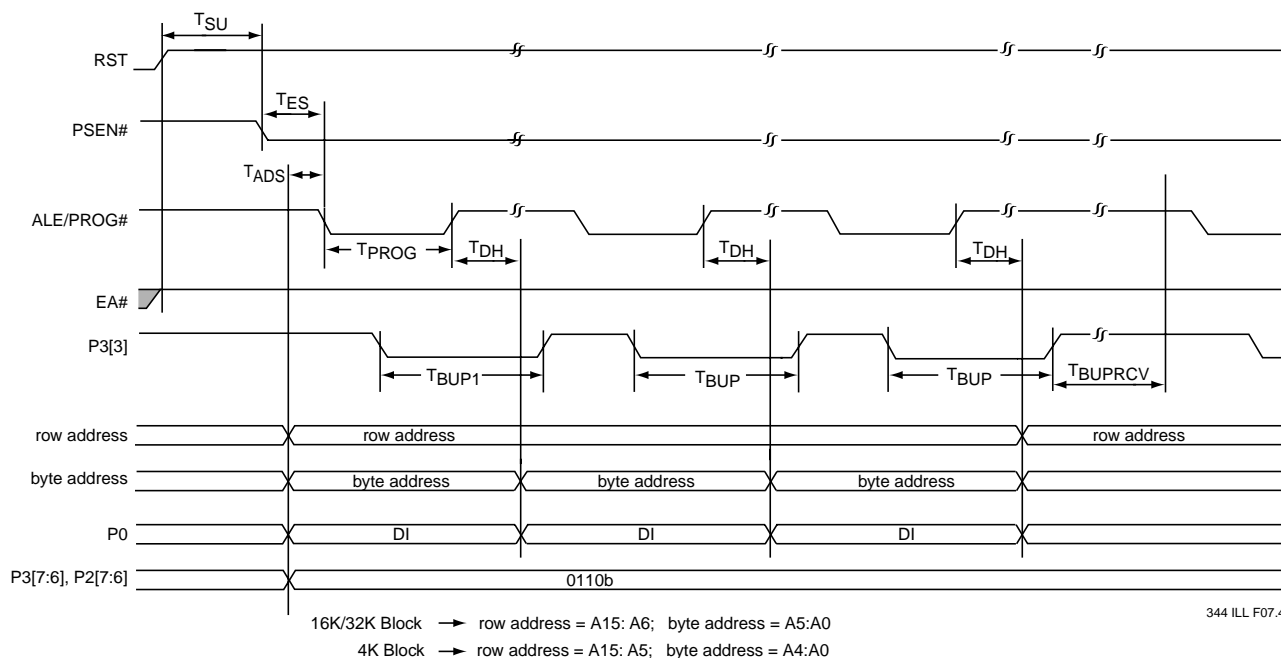 TSU
RST
TES
PSEN#
TADS
ALE/PROG#
TPROG
TDH
TDH
TDH
EA#
P3[3]
TBUP1
TBUP
TBUP
TBUPRCV
row address
row address
row address
byte address
byte address
byte address
byte address
P0
DI
DI
DI
P3[7:6], P2[7:6]
0110b
344 ILL F07.4
16K/32K Block → row address = A15: A6; byte address = A5:A0
4K Block → row address = A15: A5; byte address = A4:A0